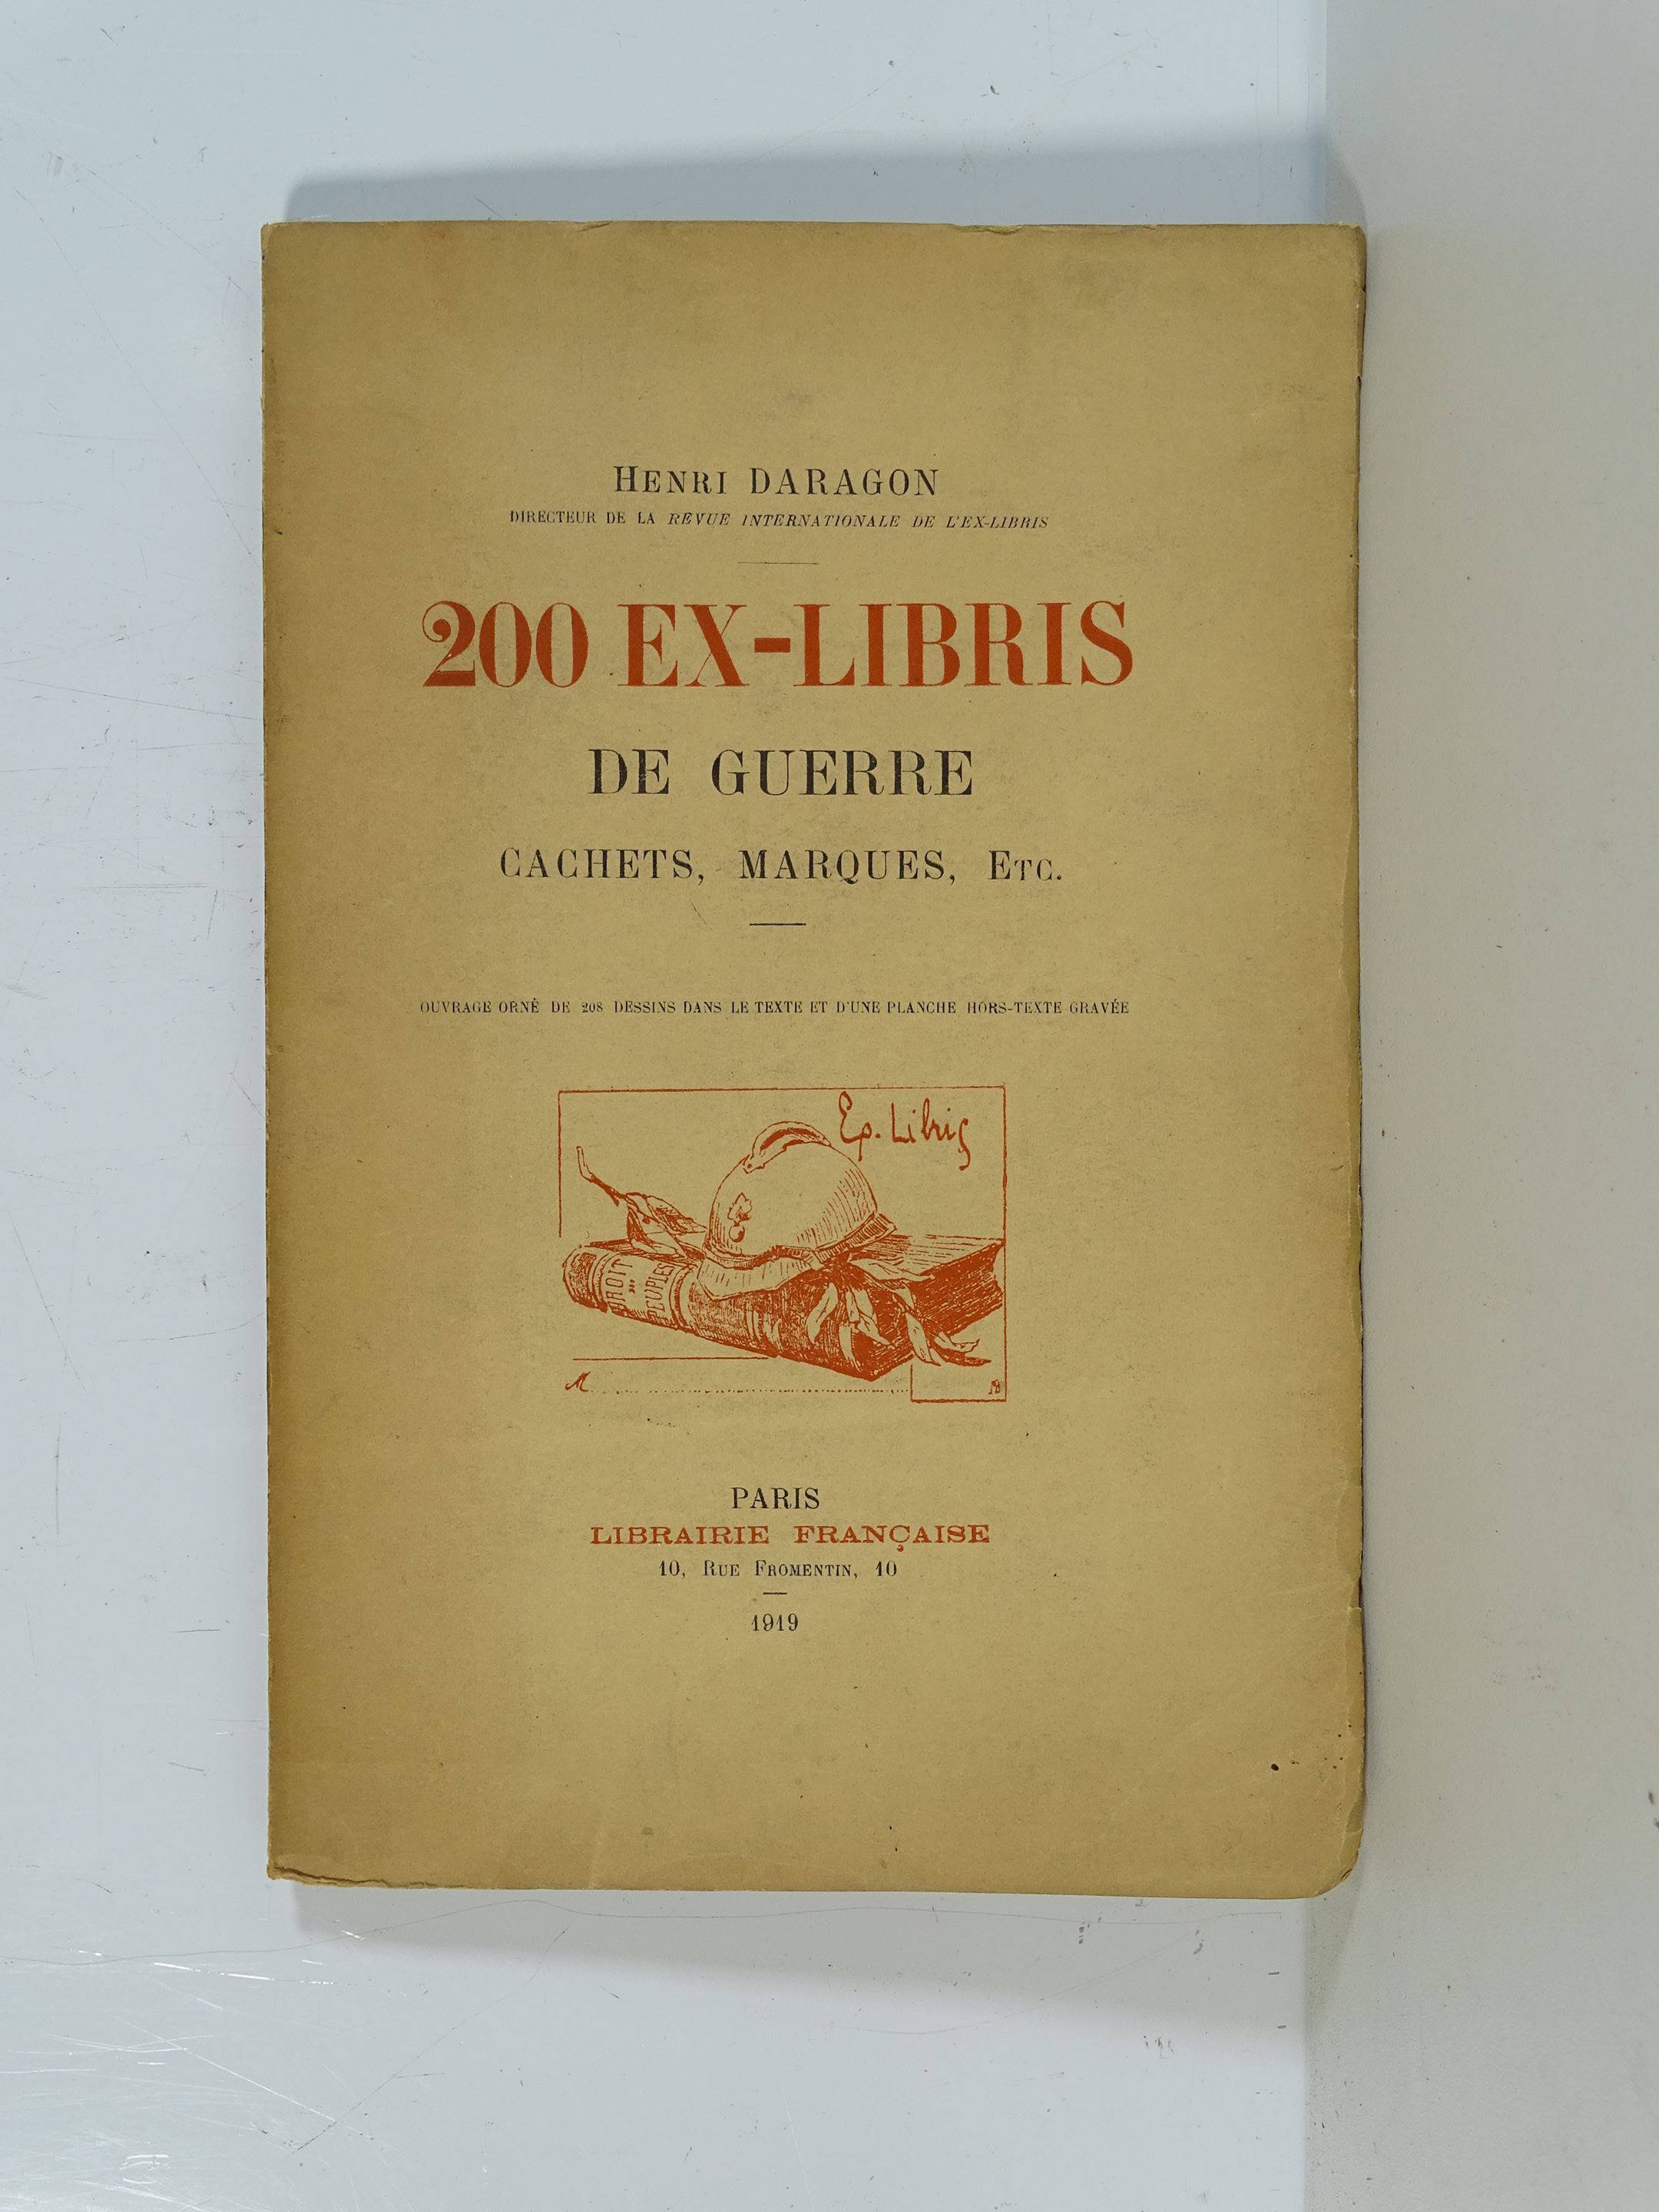 HENRI DARAGON
DIRECTEUR DE LA REVUE INTERNATIONALE DE L'EX-LIBRIS
200 EX-LIBRIS
DE GUERRE
CACHETS, MARQUES, ETC.
OUVRAGE ORNÉ DE 208 DESSINS DANS LE TEXTE ET D'UNE PLANCHE HORS-TEXTE GRAVÉE
Ex-Libris
DROIT
DES
PEUPLES
M
PARIS
LIBRAIRIE FRANÇAISE
10, RUE FROMENTIN, 10
1919